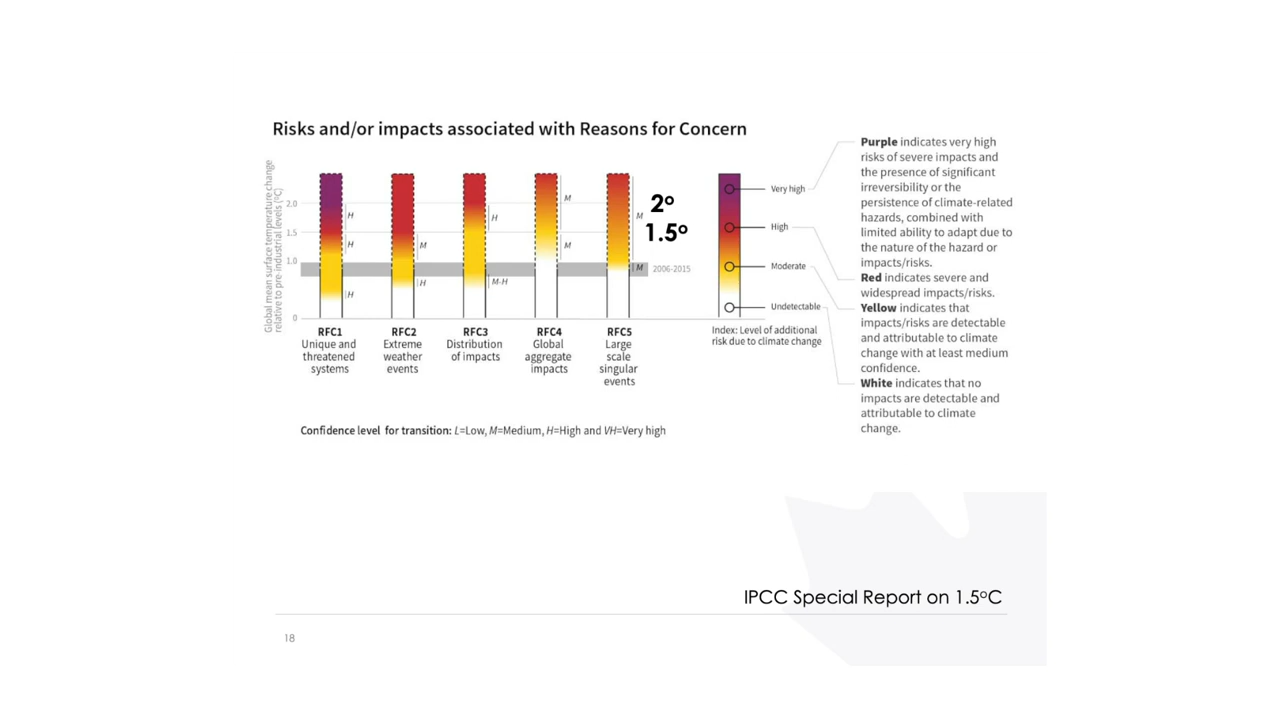 Risks and/or impacts associated with Reasons for Concern
Global mean surface temperature change
relative to pre-industrial levels (ºC)
2.0
1.5
1.0
0
H
H
H
M
H
H
M-H
M
M
M
M
2006-2015
2º
1.5º
RFC1
Unique and
threatened
systems
RFC2
Extreme
weather
events
RFC3
Distribution
of impacts
RFC4
Global
aggregate
impacts
RFC5
Large
scale
singular
events
Very high
High
Moderate
Undetectable
Index: Level of additional
risk due to climate change
Purple indicates very high
risks of severe impacts and
the presence of significant
irreversibility or the
persistence of climate-related
hazards, combined with
limited ability to adapt due to
the nature of the hazard or
impacts/risks.
Red indicates severe and
widespread impacts/risks.
Yellow indicates that
impacts/risks are detectable
and attributable to climate
change with at least medium
confidence.
White indicates that no
impacts are detectable and
attributable to climate
change.
Confidence level for transition: L=Low, M=Medium, H=High and VH=Very high
IPCC Special Report on 1.5ºC
18